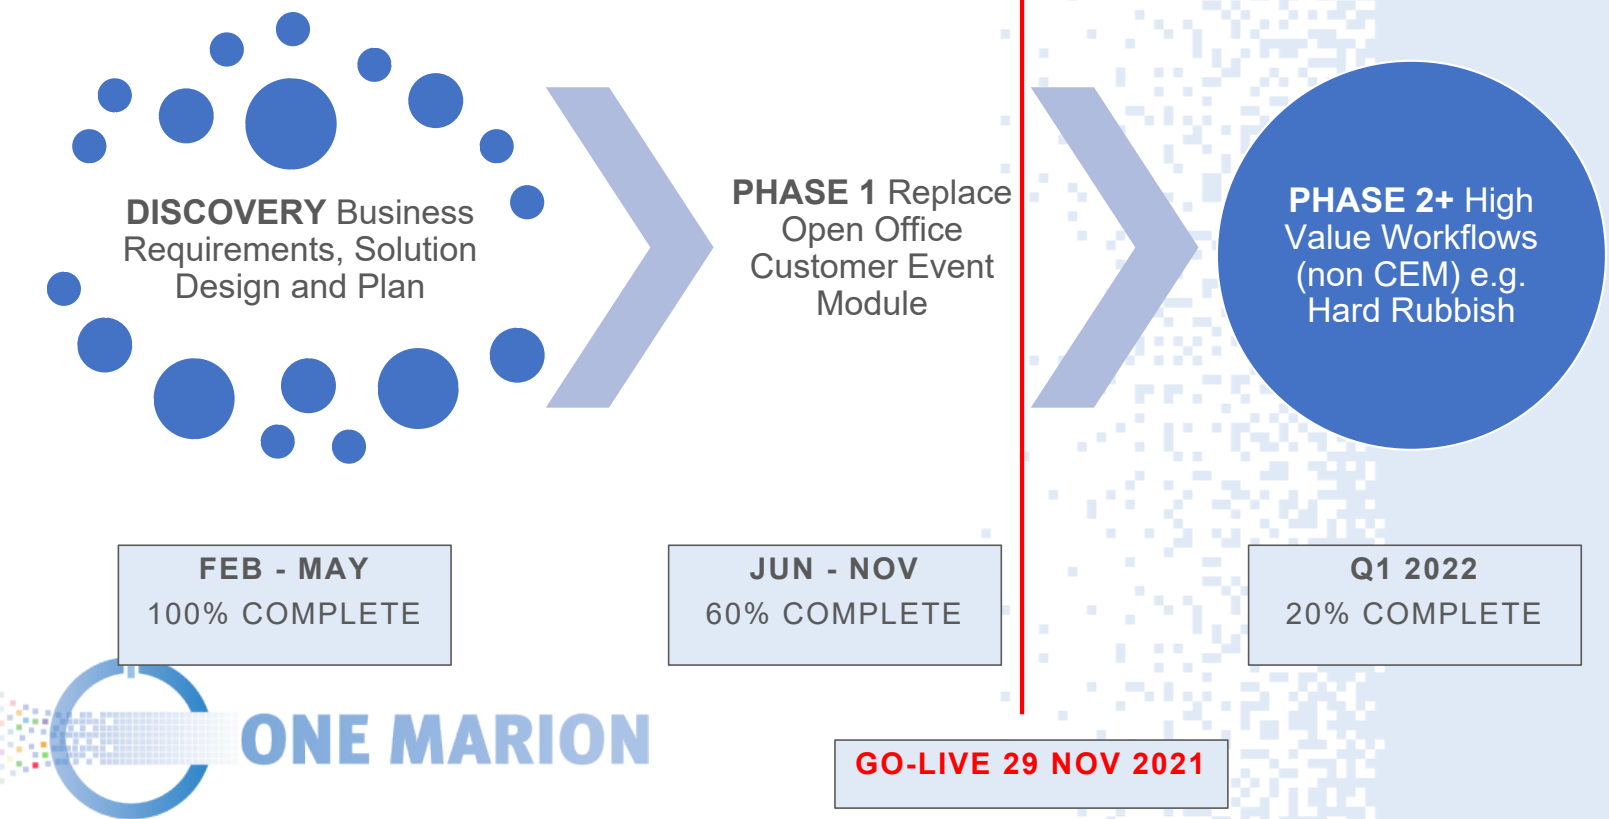 DISCOVERY Business
Requirements, Solution
Design and Plan
PHASE 1 Replace
Open Office
Customer Event
Module
PHASE 2+ High
Value Workflows
(non CEM) e.g.
Hard Rubbish
FEB - MAY
100% COMPLETE
JUN - NOV
60% COMPLETE
Q1 2022
20% COMPLETE
ONE MARION
GO-LIVE 29 NOV 2021